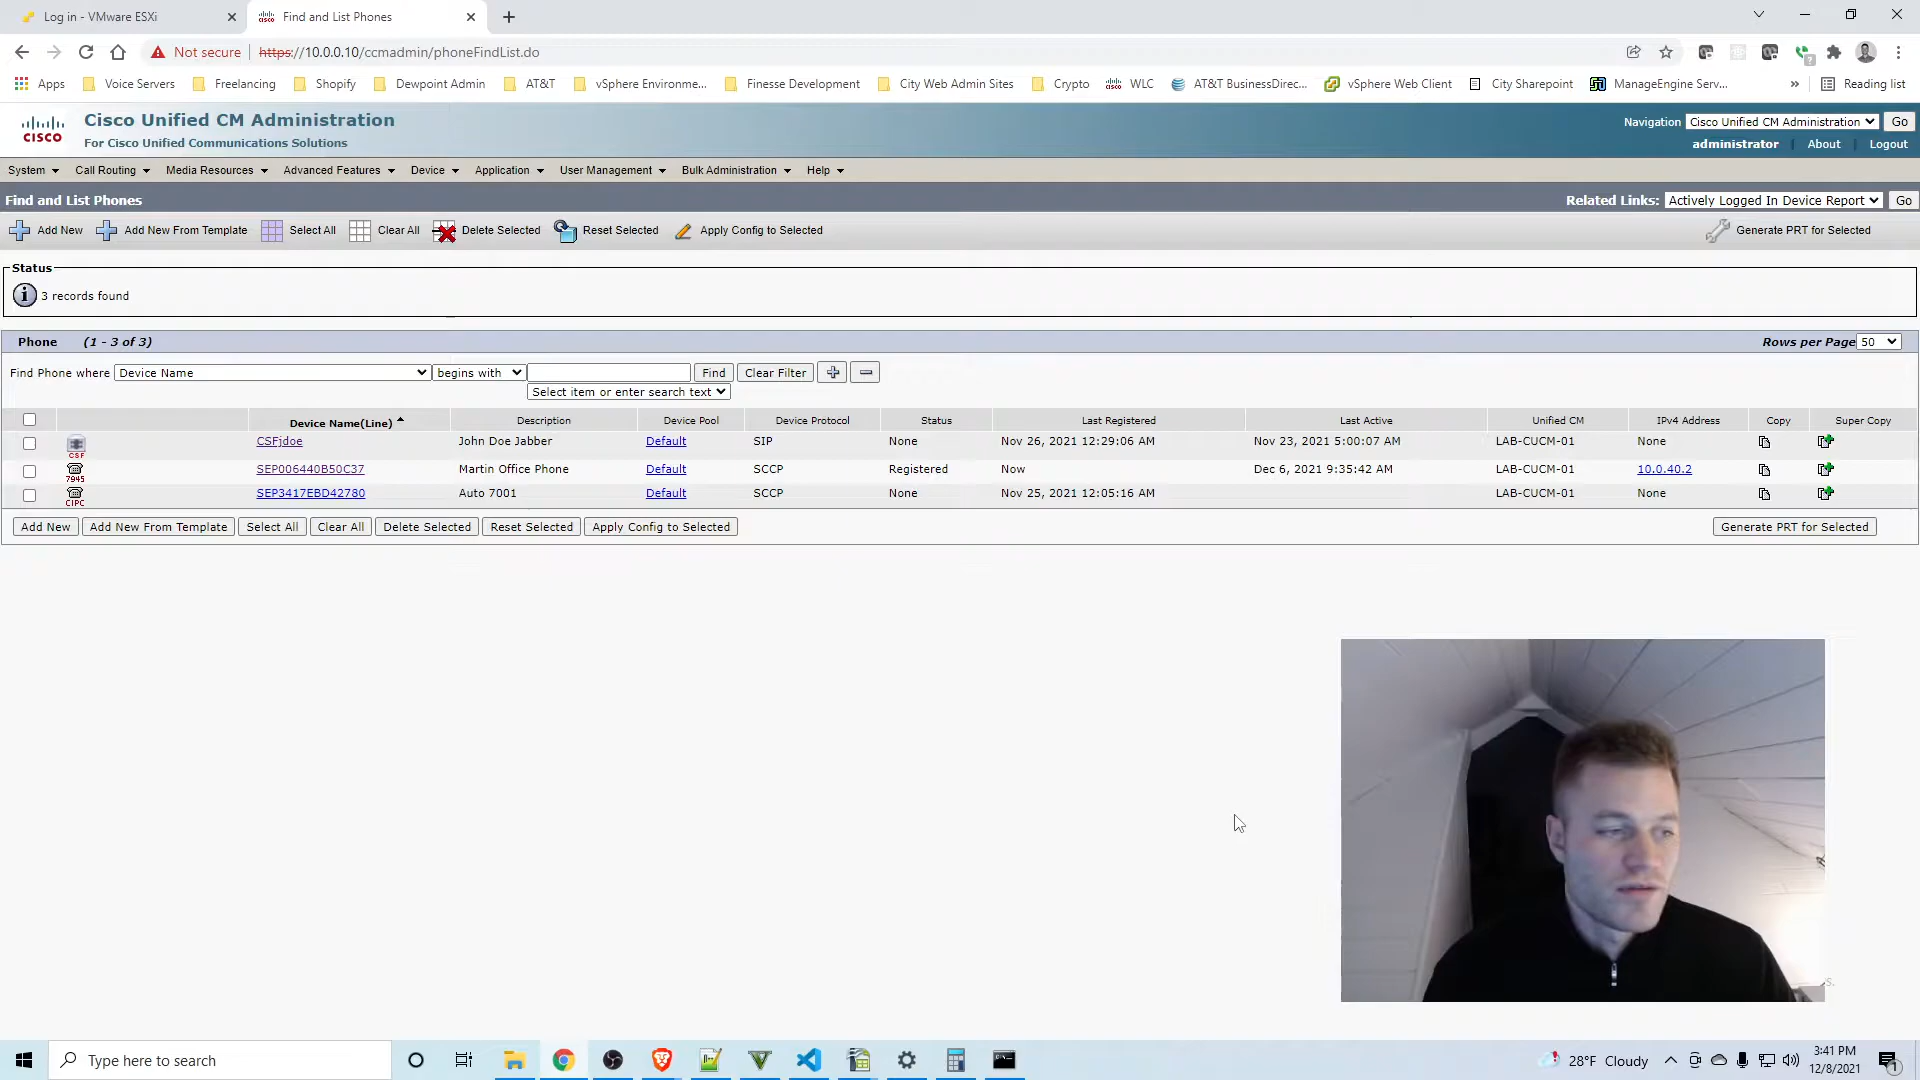 Log in - VMware ESXi
Find and List Phones
Not secure
https://10.0.0.10/ccmadmin/phoneFindList.do
Apps
Voice Servers
Freelancing
Shopify
Dewpoint Admin
AT&T
vSphere Environme...
Finesse Development
City Web Admin Sites
Crypto
WLC
AT&T BusinessDirec...
vSphere Web Client
City Sharepoint
ManageEngine Serv...
»
Reading list
CISCO
Cisco Unified CM Administration
For Cisco Unified Communications Solutions
Navigation Cisco Unified CM Administration Go
administrator | About | Logout
System Call Routing Media Resources Advanced Features Device Application User Management Bulk Administration Help
Find and List Phones
Related Links: Actively Logged In Device Report Go
Add New Add New From Template Select All Clear All Delete Selected Reset Selected Apply Config to Selected Generate PRT for Selected
Status
3 records found
Phone (1 - 3 of 3) Rows per Page 50
Find Phone where Device Name begins with Find Clear Filter
Select item or enter search text
Device Name(Line) Description Device Pool Device Protocol Status Last Registered Last Active Unified CM IPv4 Address Copy Super Copy
CSF CSFjdoe John Doe Jabber Default SIP None Nov 26, 2021 12:29:06 AM Nov 23, 2021 5:00:07 AM LAB-CUCM-01 None
7945 SEP006440B50C37 Martin Office Phone Default SCCP Registered Now Dec 6, 2021 9:35:42 AM LAB-CUCM-01 10.0.40.2
CIPC SEP3417EBD42780 Auto 7001 Default SCCP None Nov 25, 2021 12:05:16 AM LAB-CUCM-01 None
Add New Add New From Template Select All Clear All Delete Selected Reset Selected Apply Config to Selected Generate PRT for Selected
Type here to search
28°F Cloudy
3:41 PM
12/8/2021
1